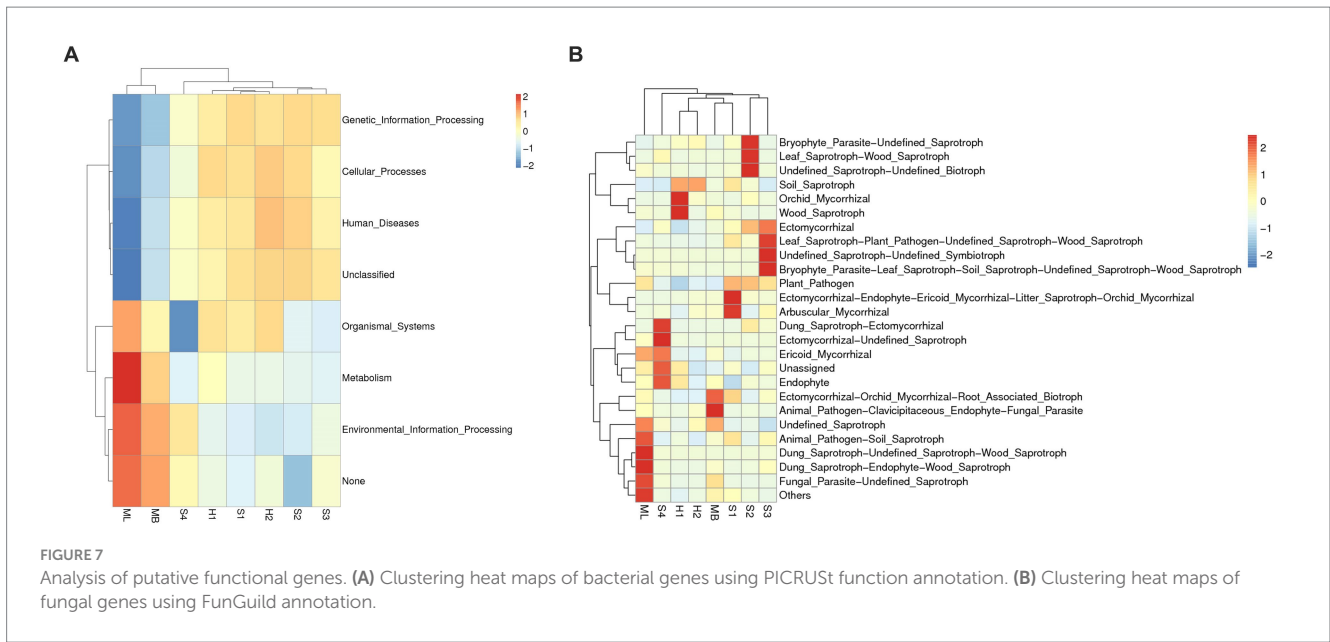 A
2
1
0
−1
−2
Genetic_Information_Processing
Cellular_Processes
Human_Diseases
Unclassified
Organismal_Systems
Metabolism
Environmental_Information_Processing
None
ML
MB
S4
H1
S1
H2
S2
S3
B
2
1
0
−1
−2
Bryophyte_Parasite−Undefined_Saprotroph
Leaf_Saprotroph−Wood_Saprotroph
Undefined_Saprotroph−Undefined_Biotroph
Soil_Saprotroph
Orchid_Mycorrhizal
Wood_Saprotroph
Ectomycorrhizal
Leaf_Saprotroph−Plant_Pathogen−Undefined_Saprotroph−Wood_Saprotroph
Undefined_Saprotroph−Undefined_Symbiotroph
Bryophyte_Parasite−Leaf_Saprotroph−Soil_Saprotroph−Undefined_Saprotroph−Wood_Saprotroph
Plant_Pathogen
Ectomycorrhizal−Endophyte−Ericoid_Mycorrhizal−Litter_Saprotroph−Orchid_Mycorrhizal
Arbuscular_Mycorrhizal
Dung_Saprotroph−Ectomycorrhizal
Ectomycorrhizal−Undefined_Saprotroph
Ericoid_Mycorrhizal
Unassigned
Endophyte
Ectomycorrhizal−Orchid_Mycorrhizal−Root_Associated_Biotroph
Animal_Pathogen−Clavicipitaceous_Endophyte−Fungal_Parasite
Undefined_Saprotroph
Animal_Pathogen−Soil_Saprotroph
Dung_Saprotroph−Undefined_Saprotroph−Wood_Saprotroph
Dung_Saprotroph−Endophyte−Wood_Saprotroph
Fungal_Parasite−Undefined_Saprotroph
Others
ML
S4
H1
H2
MB
S1
S2
S3
FIGURE 7
Analysis of putative functional genes. (A) Clustering heat maps of bacterial genes using PICRUSt function annotation. (B) Clustering heat maps of
fungal genes using FunGuild annotation.